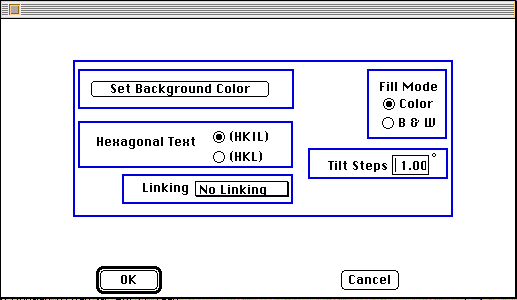 Set Background Color
Fill Mode
Color
B & W
Hexagonal Text
(HKIL)
(HKL)
Tilt Steps 1.00 °
Linking No Linking
OK
Cancel